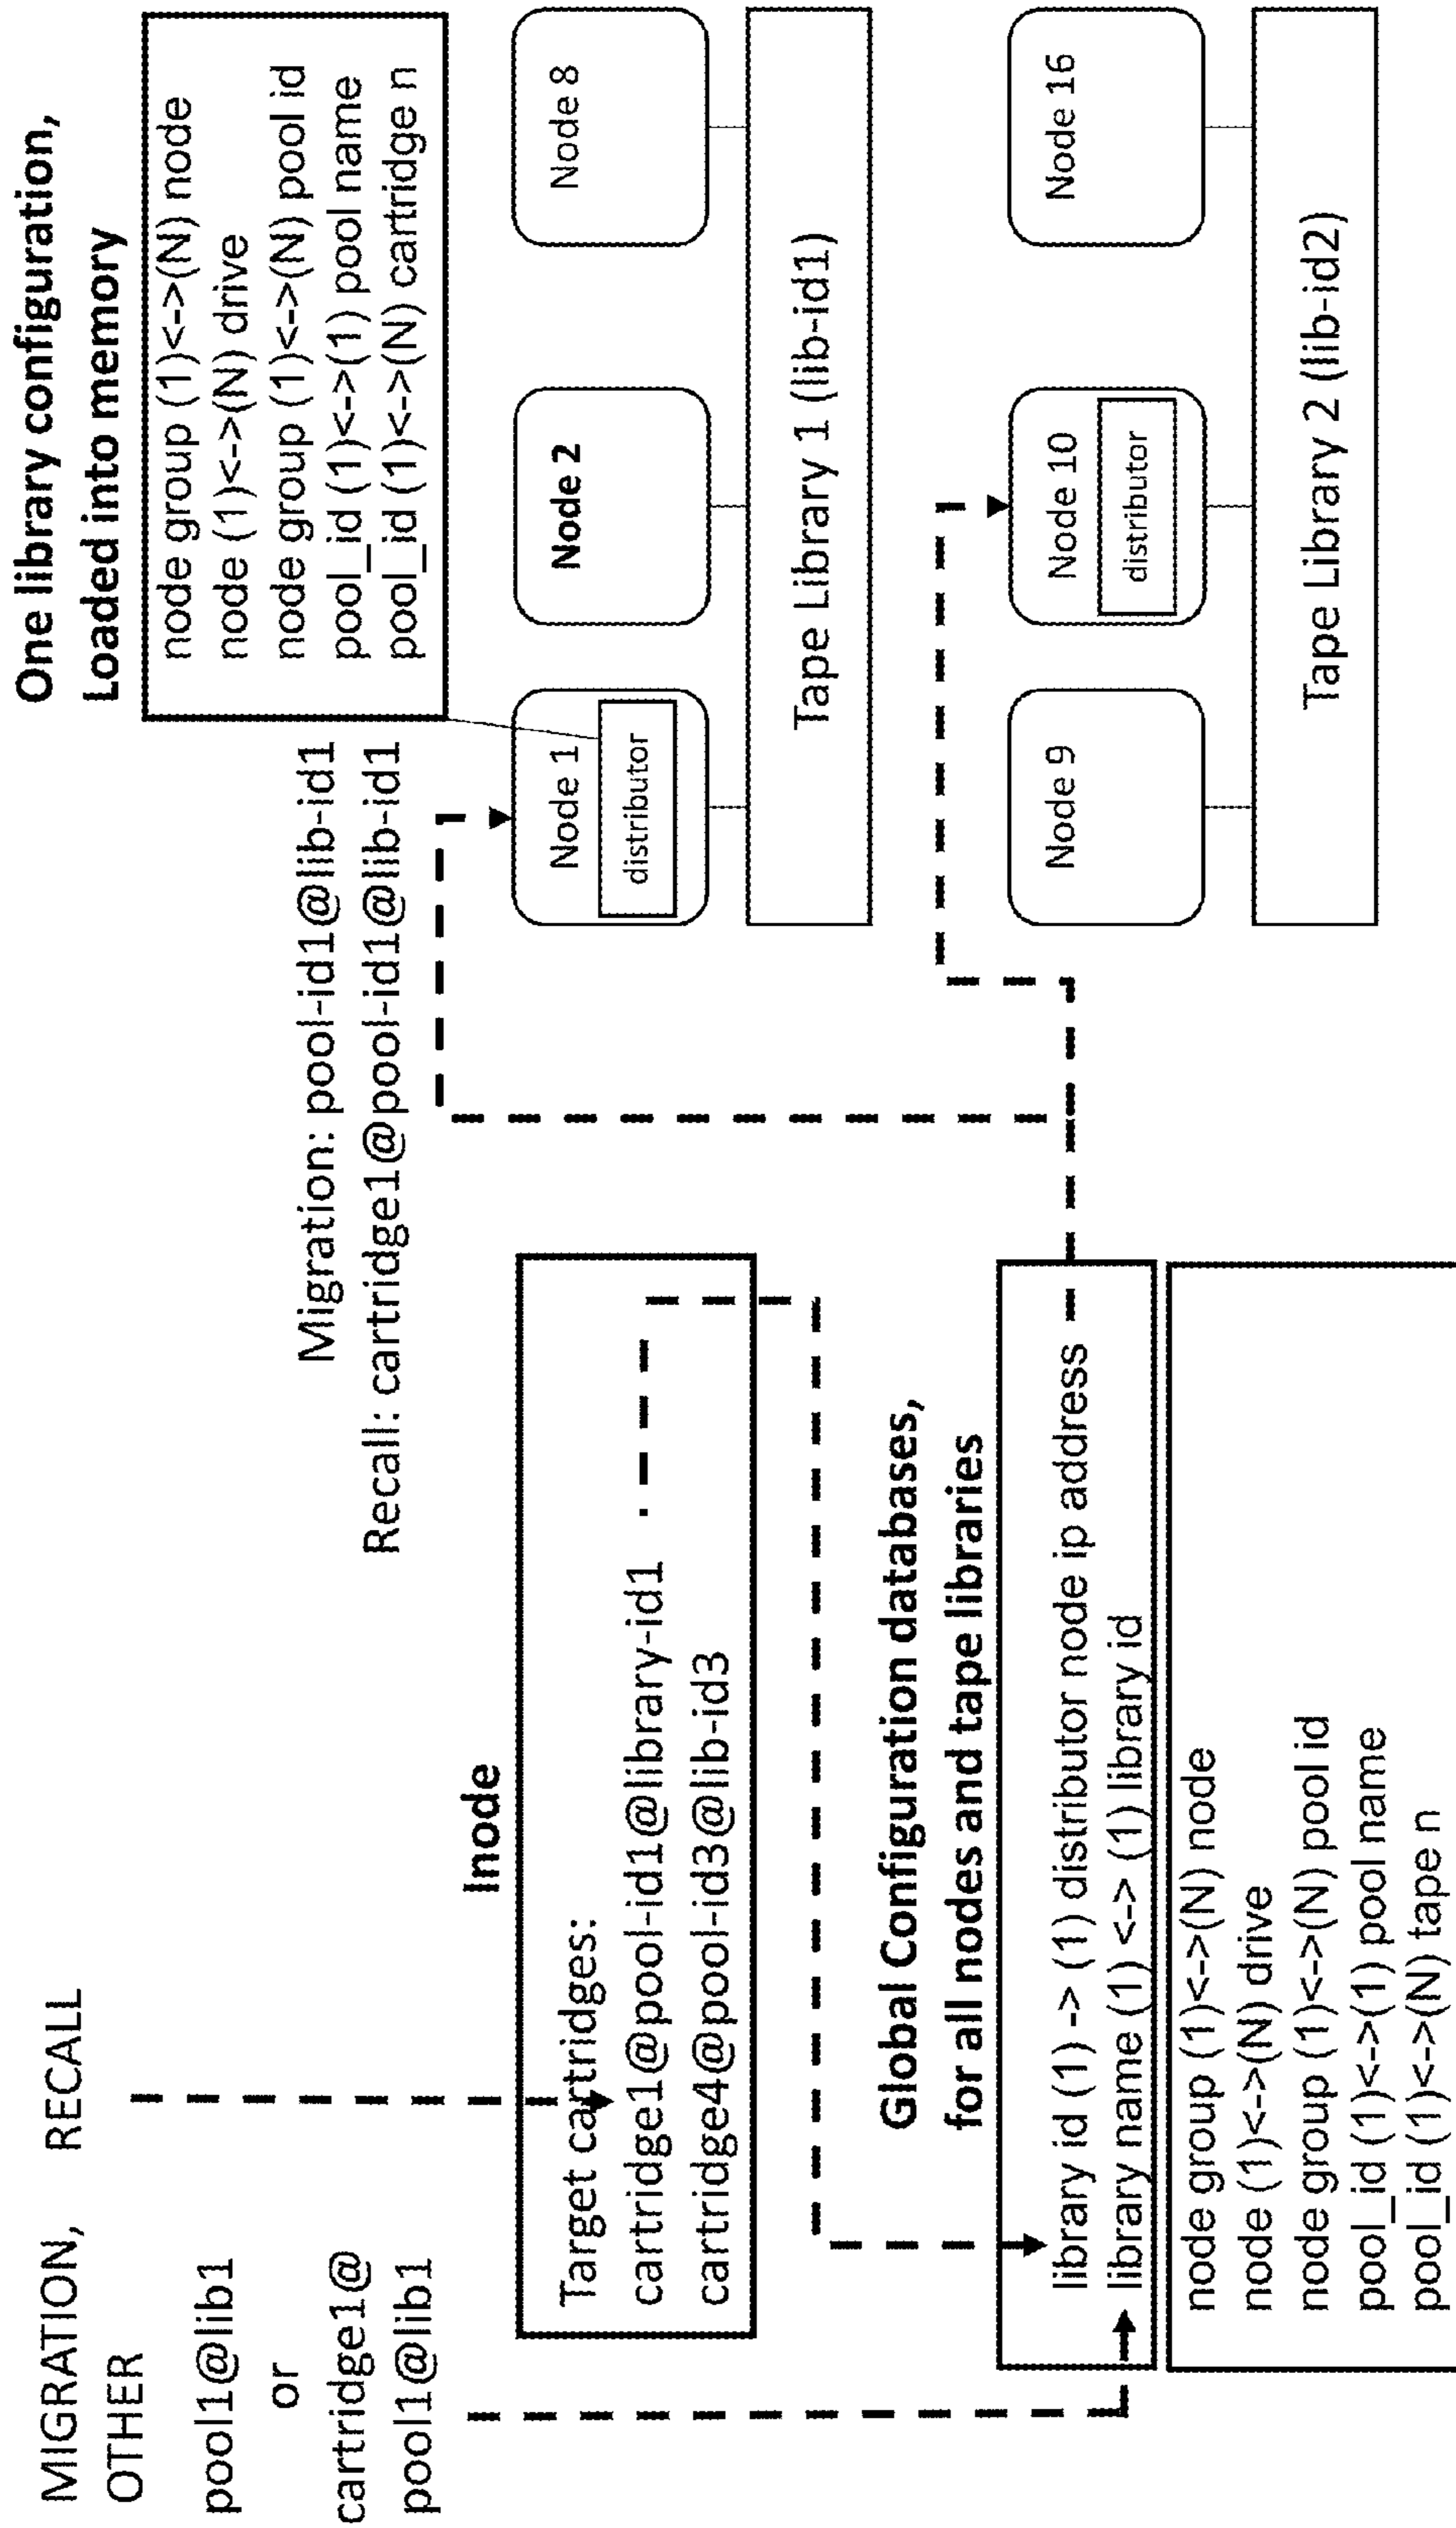 MIGRATION,
OTHER
RECALL
pool1@lib1
or
cartridge1@
pool1@lib1
Inode
Target cartridges:
cartridge1@pool-id1@library-id1
cartridge4@pool-id3@lib-id3
Global Configuration databases,
for all nodes and tape libraries
library id (1) -> (1) distributor node ip address
library name (1) <-> (1) library id
node group (1)<->(N) node
node (1)<->(N) drive
node group (1)<->(N) pool id
pool_id (1)<->(1) pool name
pool_id (1)<->(N) tape n
Migration: pool-id1@lib-id1
Recall: cartridge1@pool-id1@lib-id1
One library configuration,
Loaded into memory
node group (1)<->(N) node
node (1)<->(N) drive
node group (1)<->(N) pool id
pool_id (1)<->(1) pool name
pool_id (1)<->(N) cartridge n
Node 1
distributor
Node 2
Node 8
Tape Library 1 (lib-id1)
Node 9
Node 10
distributor
Node 16
Tape Library 2 (lib-id2)